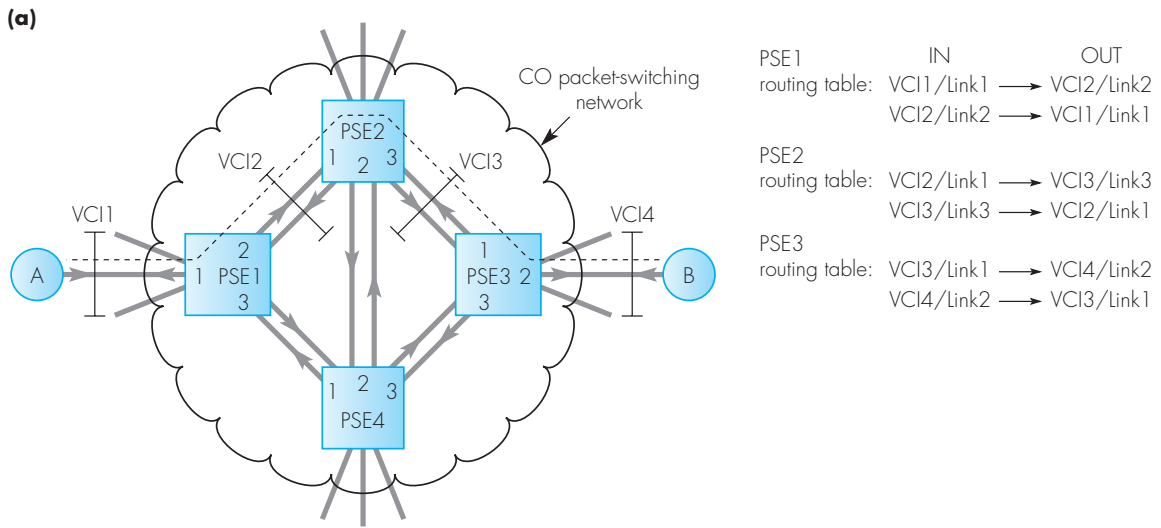 (a)
CO packet-switching
network
PSE2
1 2 3
VCI2
VCI3
VCI1
VCI4
A
2
1 PSE1
3
1
PSE3 2
3
B
1 2 3
PSE4
PSE1 IN OUT
routing table: VCI1/Link1 → VCI2/Link2
VCI2/Link2 → VCI1/Link1
PSE2
routing table: VCI2/Link1 → VCI3/Link3
VCI3/Link3 → VCI2/Link1
PSE3
routing table: VCI3/Link1 → VCI4/Link2
VCI4/Link2 → VCI3/Link1